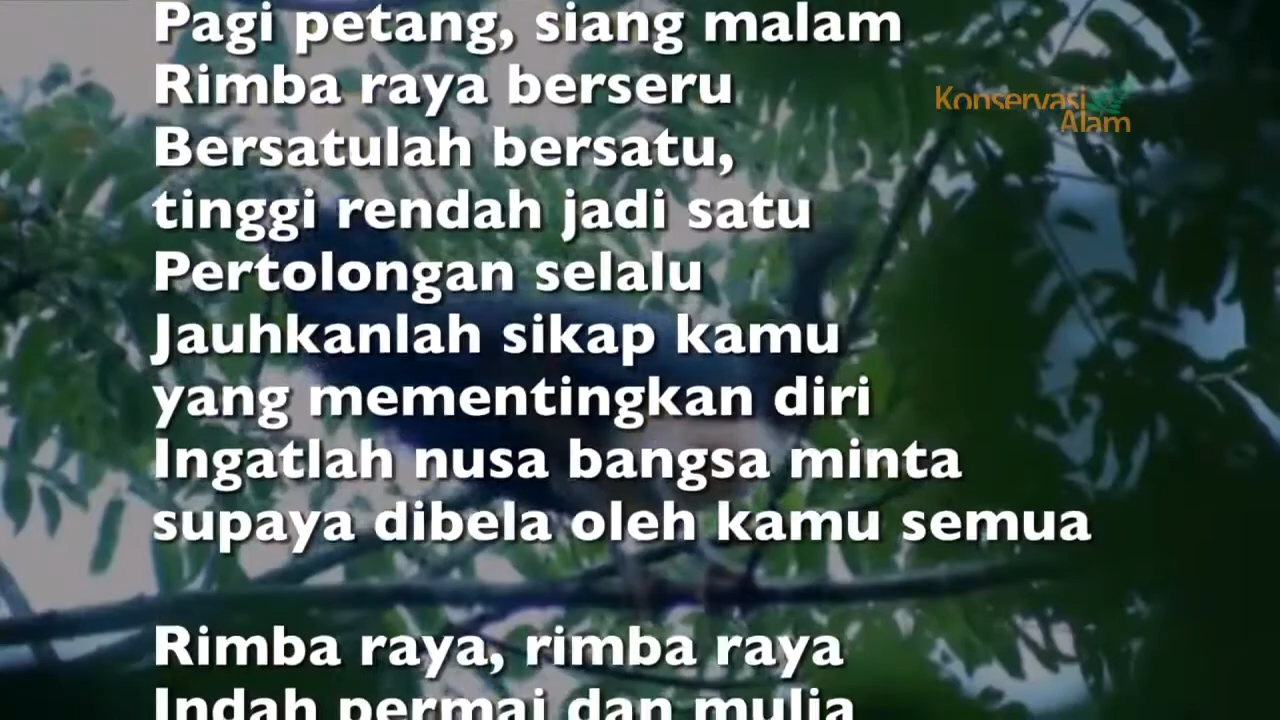 Pagi petang, siang malam
Rimba raya berseru
Konservasi
Alam
Bersatulah bersatu,
tinggi rendah jadi satu
Pertolongan selalu
Jauhkanlah sikap kamu
yang mementingkan diri
Ingatlah nusa bangsa minta
supaya dibela oleh kamu semua
Rimba raya, rimba raya
Indah permai dan mulia